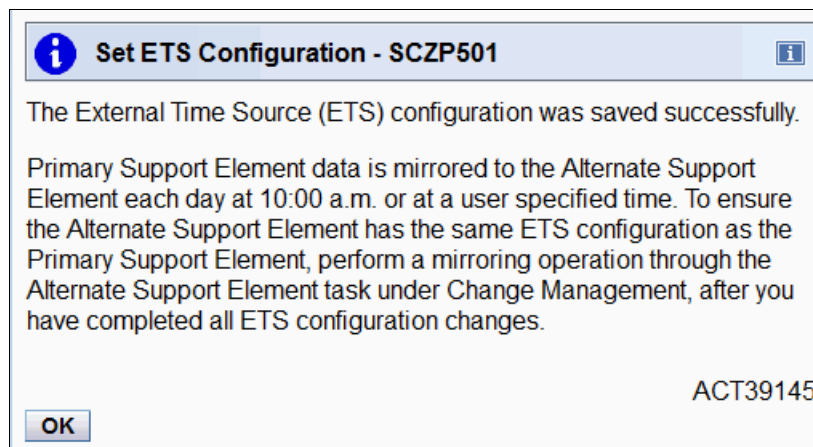 Set ETS Configuration - SCZP501
The External Time Source (ETS) configuration was saved successfully.
Primary Support Element data is mirrored to the Alternate Support
Element each day at 10:00 a.m. or at a user specified time. To ensure
the Alternate Support Element has the same ETS configuration as the
Primary Support Element, perform a mirroring operation through the
Alternate Support Element task under Change Management, after you
have completed all ETS configuration changes.
ACT39145
OK